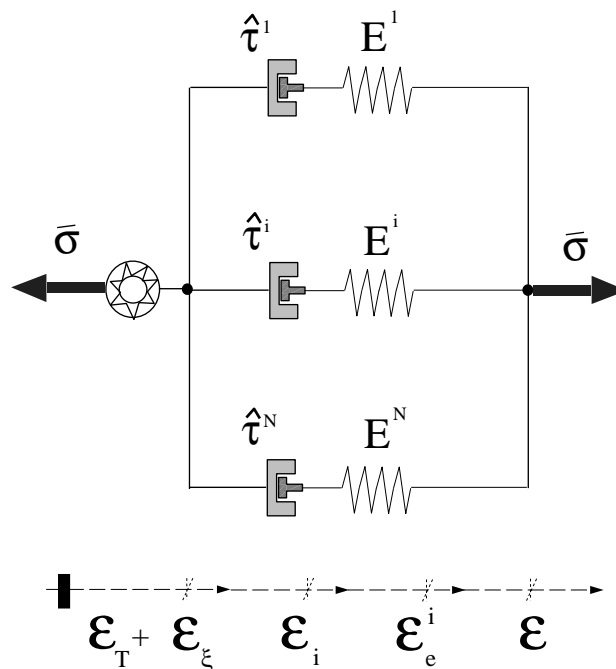 τ̂¹ E¹
σ̄ τ̂ⁱ Eⁱ σ̄
τ̂ᴺ Eᴺ
ε_T + ε_ξ ε_i ε_e^i ε